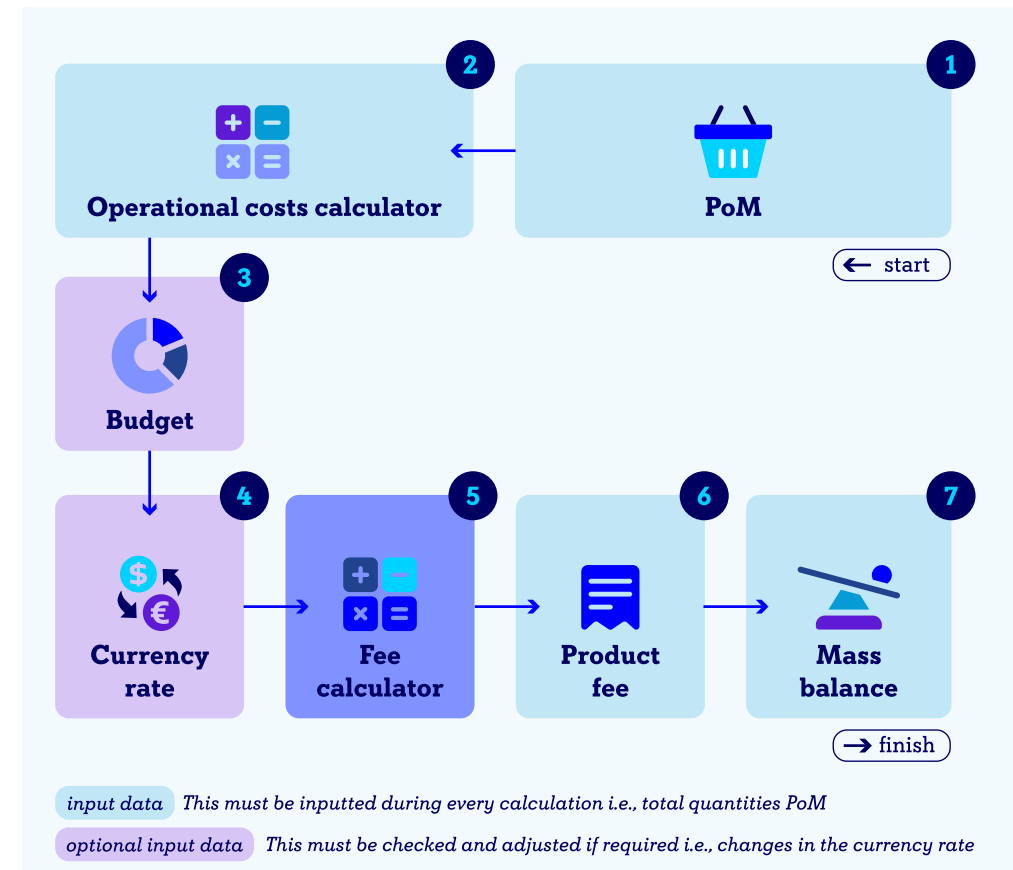 1
PoM
start
2
Operational costs calculator
3
Budget
4
$
€
Currency
rate
5
Fee
calculator
6
Product
fee
7
Mass
balance
finish
input data This must be inputted during every calculation i.e., total quantities PoM
optional input data This must be checked and adjusted if required i.e., changes in the currency rate